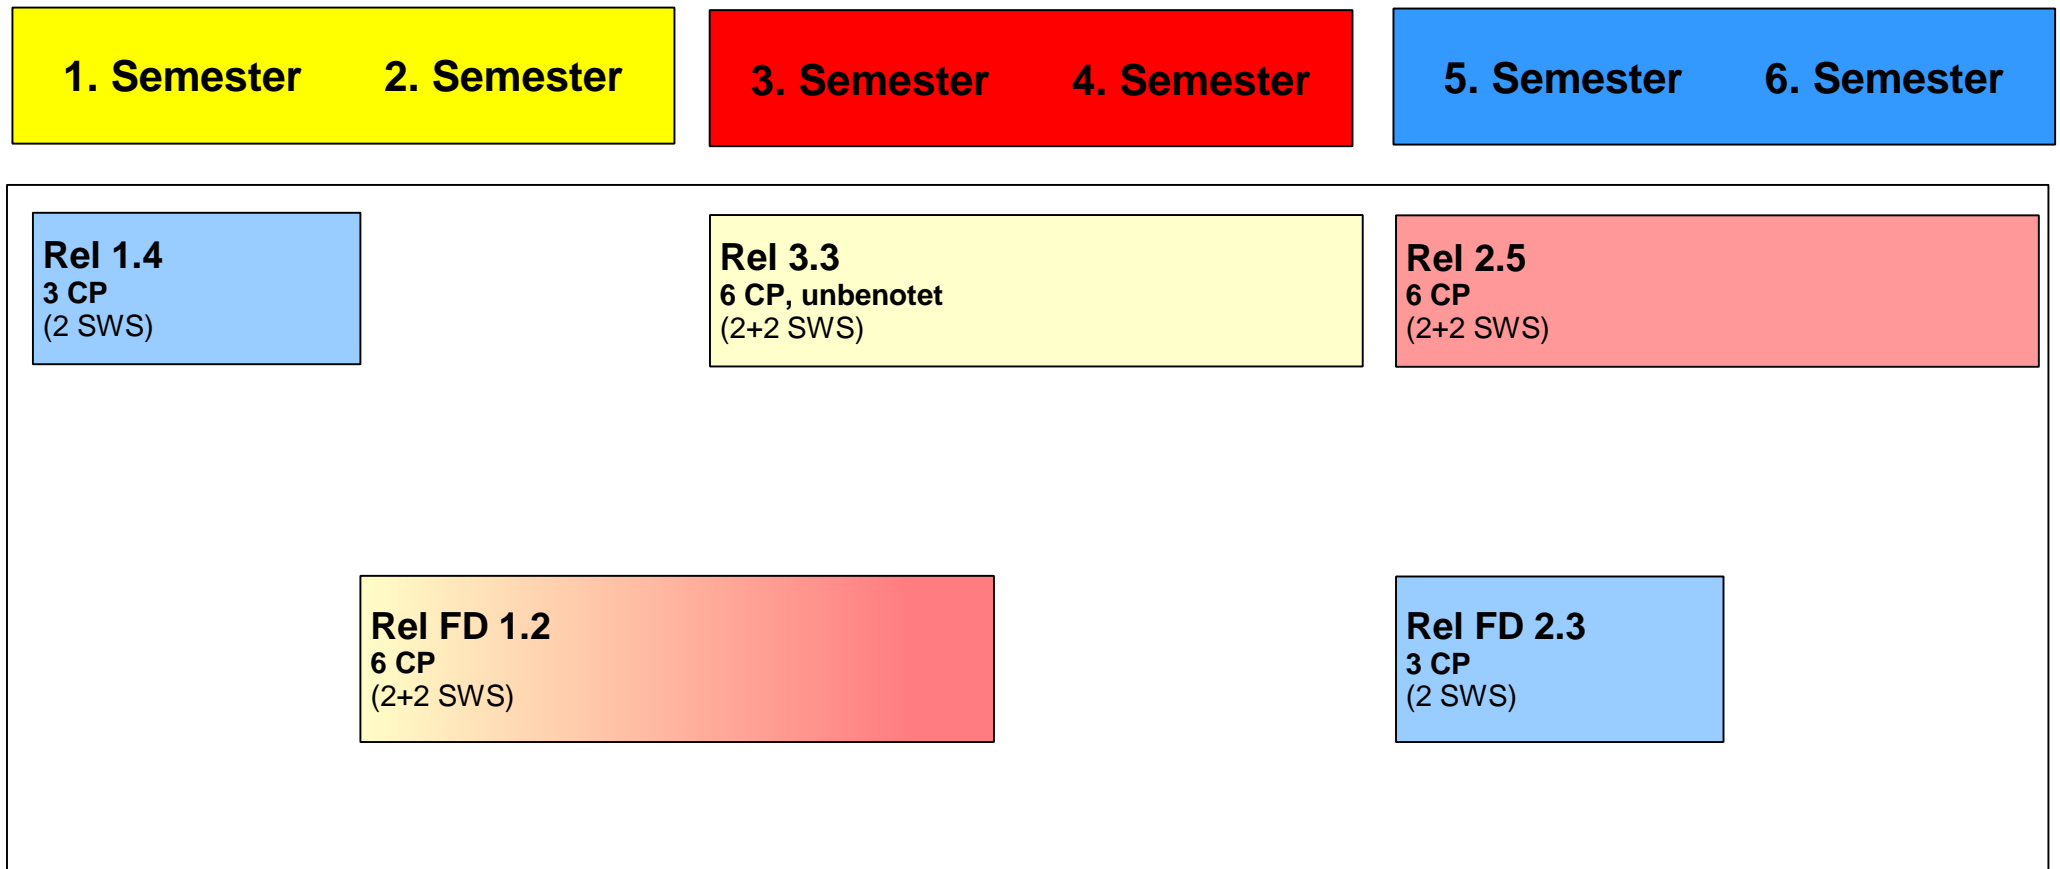 1. Semester 2. Semester
3. Semester 4. Semester
5. Semester 6. Semester
Rel 1.4
3 CP
(2 SWS)
Rel 3.3
6 CP, unbenotet
(2+2 SWS)
Rel 2.5
6 CP
(2+2 SWS)
Rel FD 1.2
6 CP
(2+2 SWS)
Rel FD 2.3
3 CP
(2 SWS)